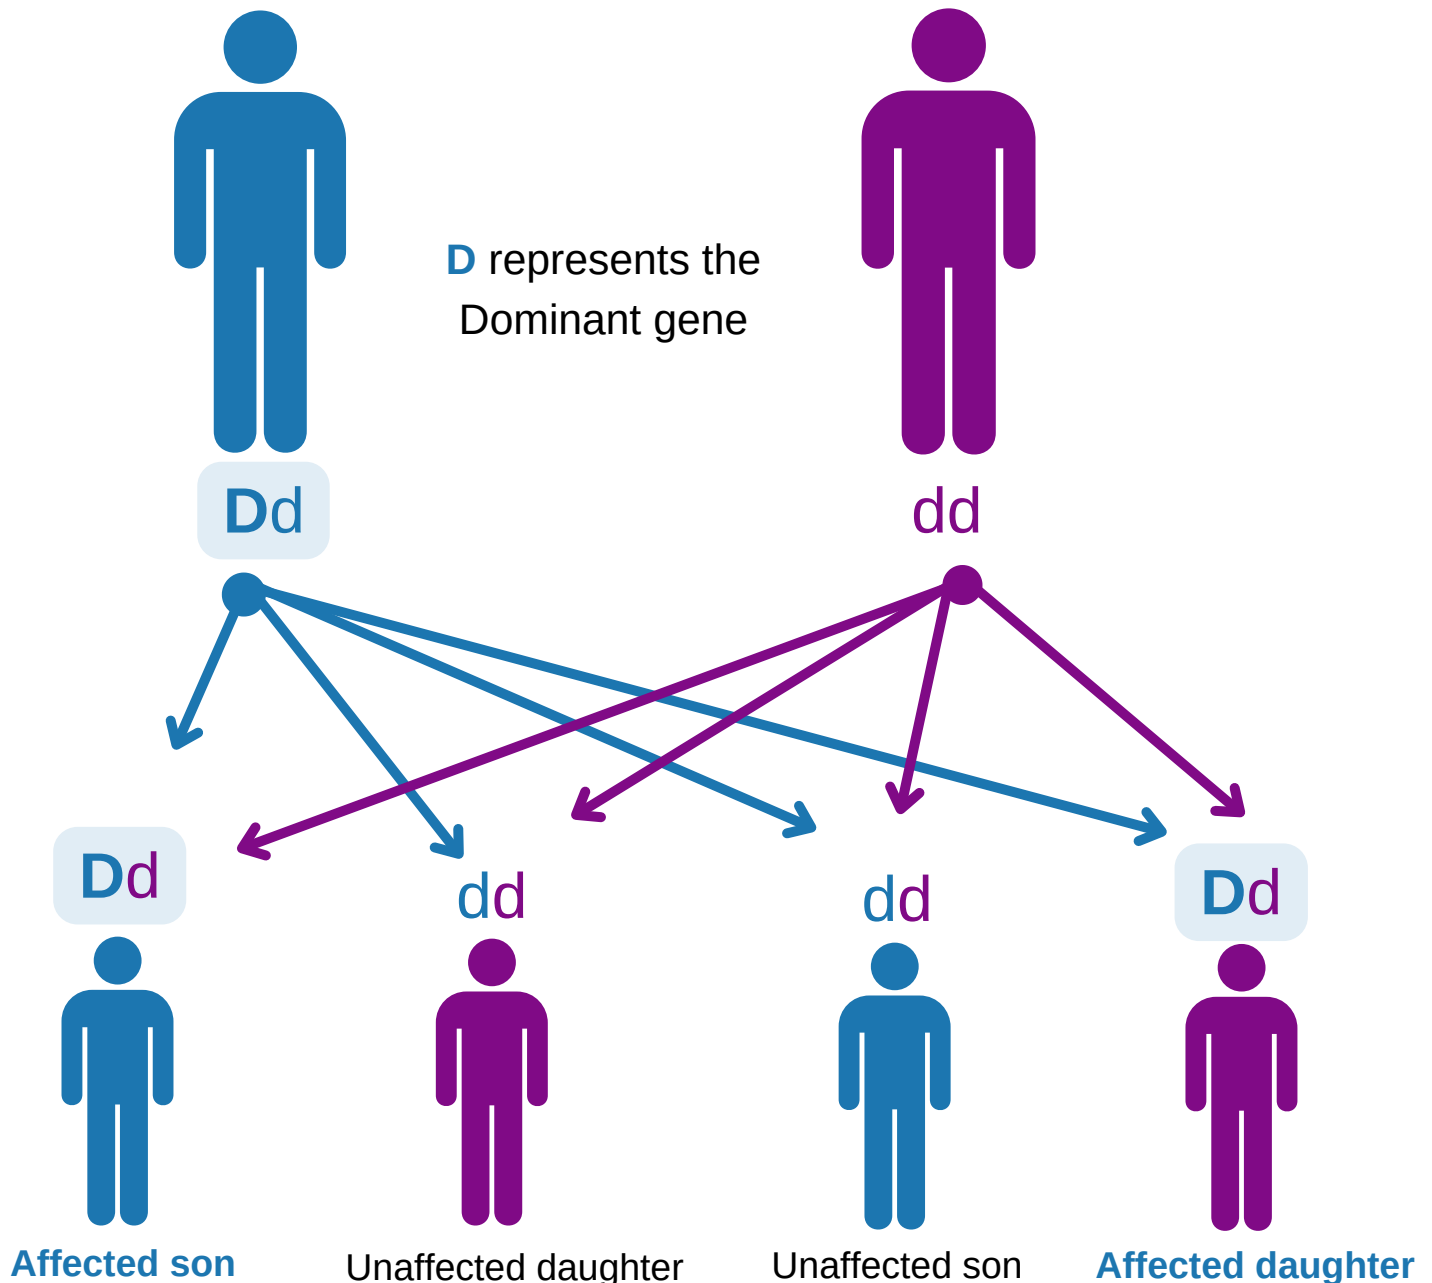 D represents the
Dominant gene
Dd
dd
Dd
dd
dd
Dd
Affected son
Unaffected daughter
Unaffected son
Affected daughter